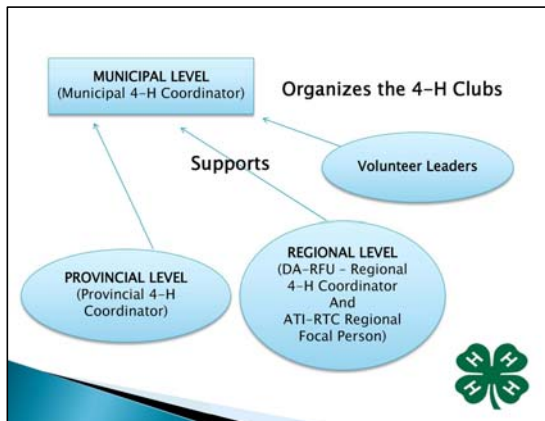 MUNICIPAL LEVEL
(Municipal 4-H Coordinator)
Organizes the 4-H Clubs
Supports
Volunteer Leaders
PROVINCIAL LEVEL
(Provincial 4-H
Coordinator)
REGIONAL LEVEL
(DA-RFU - Regional
4-H Coordinator
And
ATI-RTC Regional
Focal Person)
H H
H H